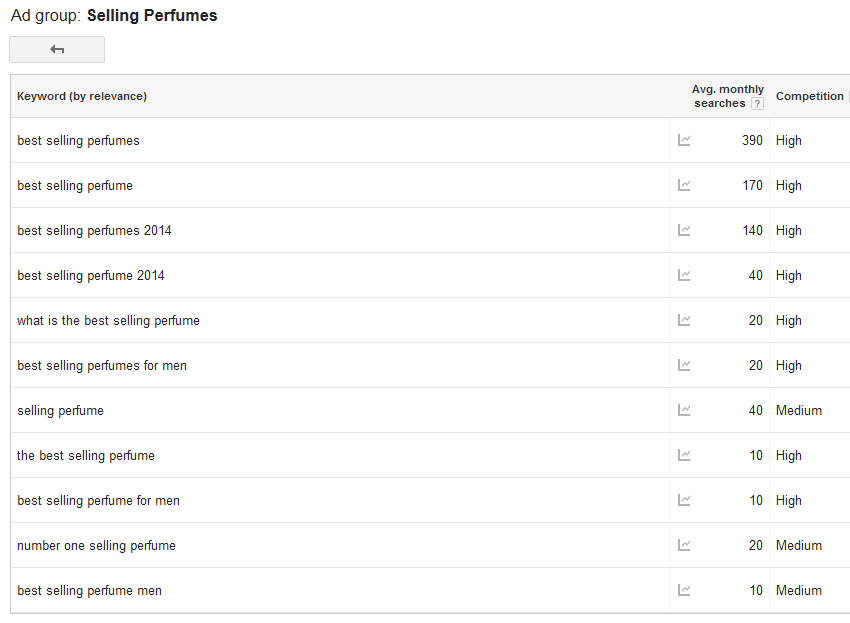 Ad group: Selling Perfumes
Keyword (by relevance) Avg. monthly searches ? Competition
best selling perfumes 390 High
best selling perfume 170 High
best selling perfumes 2014 140 High
best selling perfume 2014 40 High
what is the best selling perfume 20 High
best selling perfumes for men 20 High
selling perfume 40 Medium
the best selling perfume 10 High
best selling perfume for men 10 High
number one selling perfume 20 Medium
best selling perfume men 10 Medium